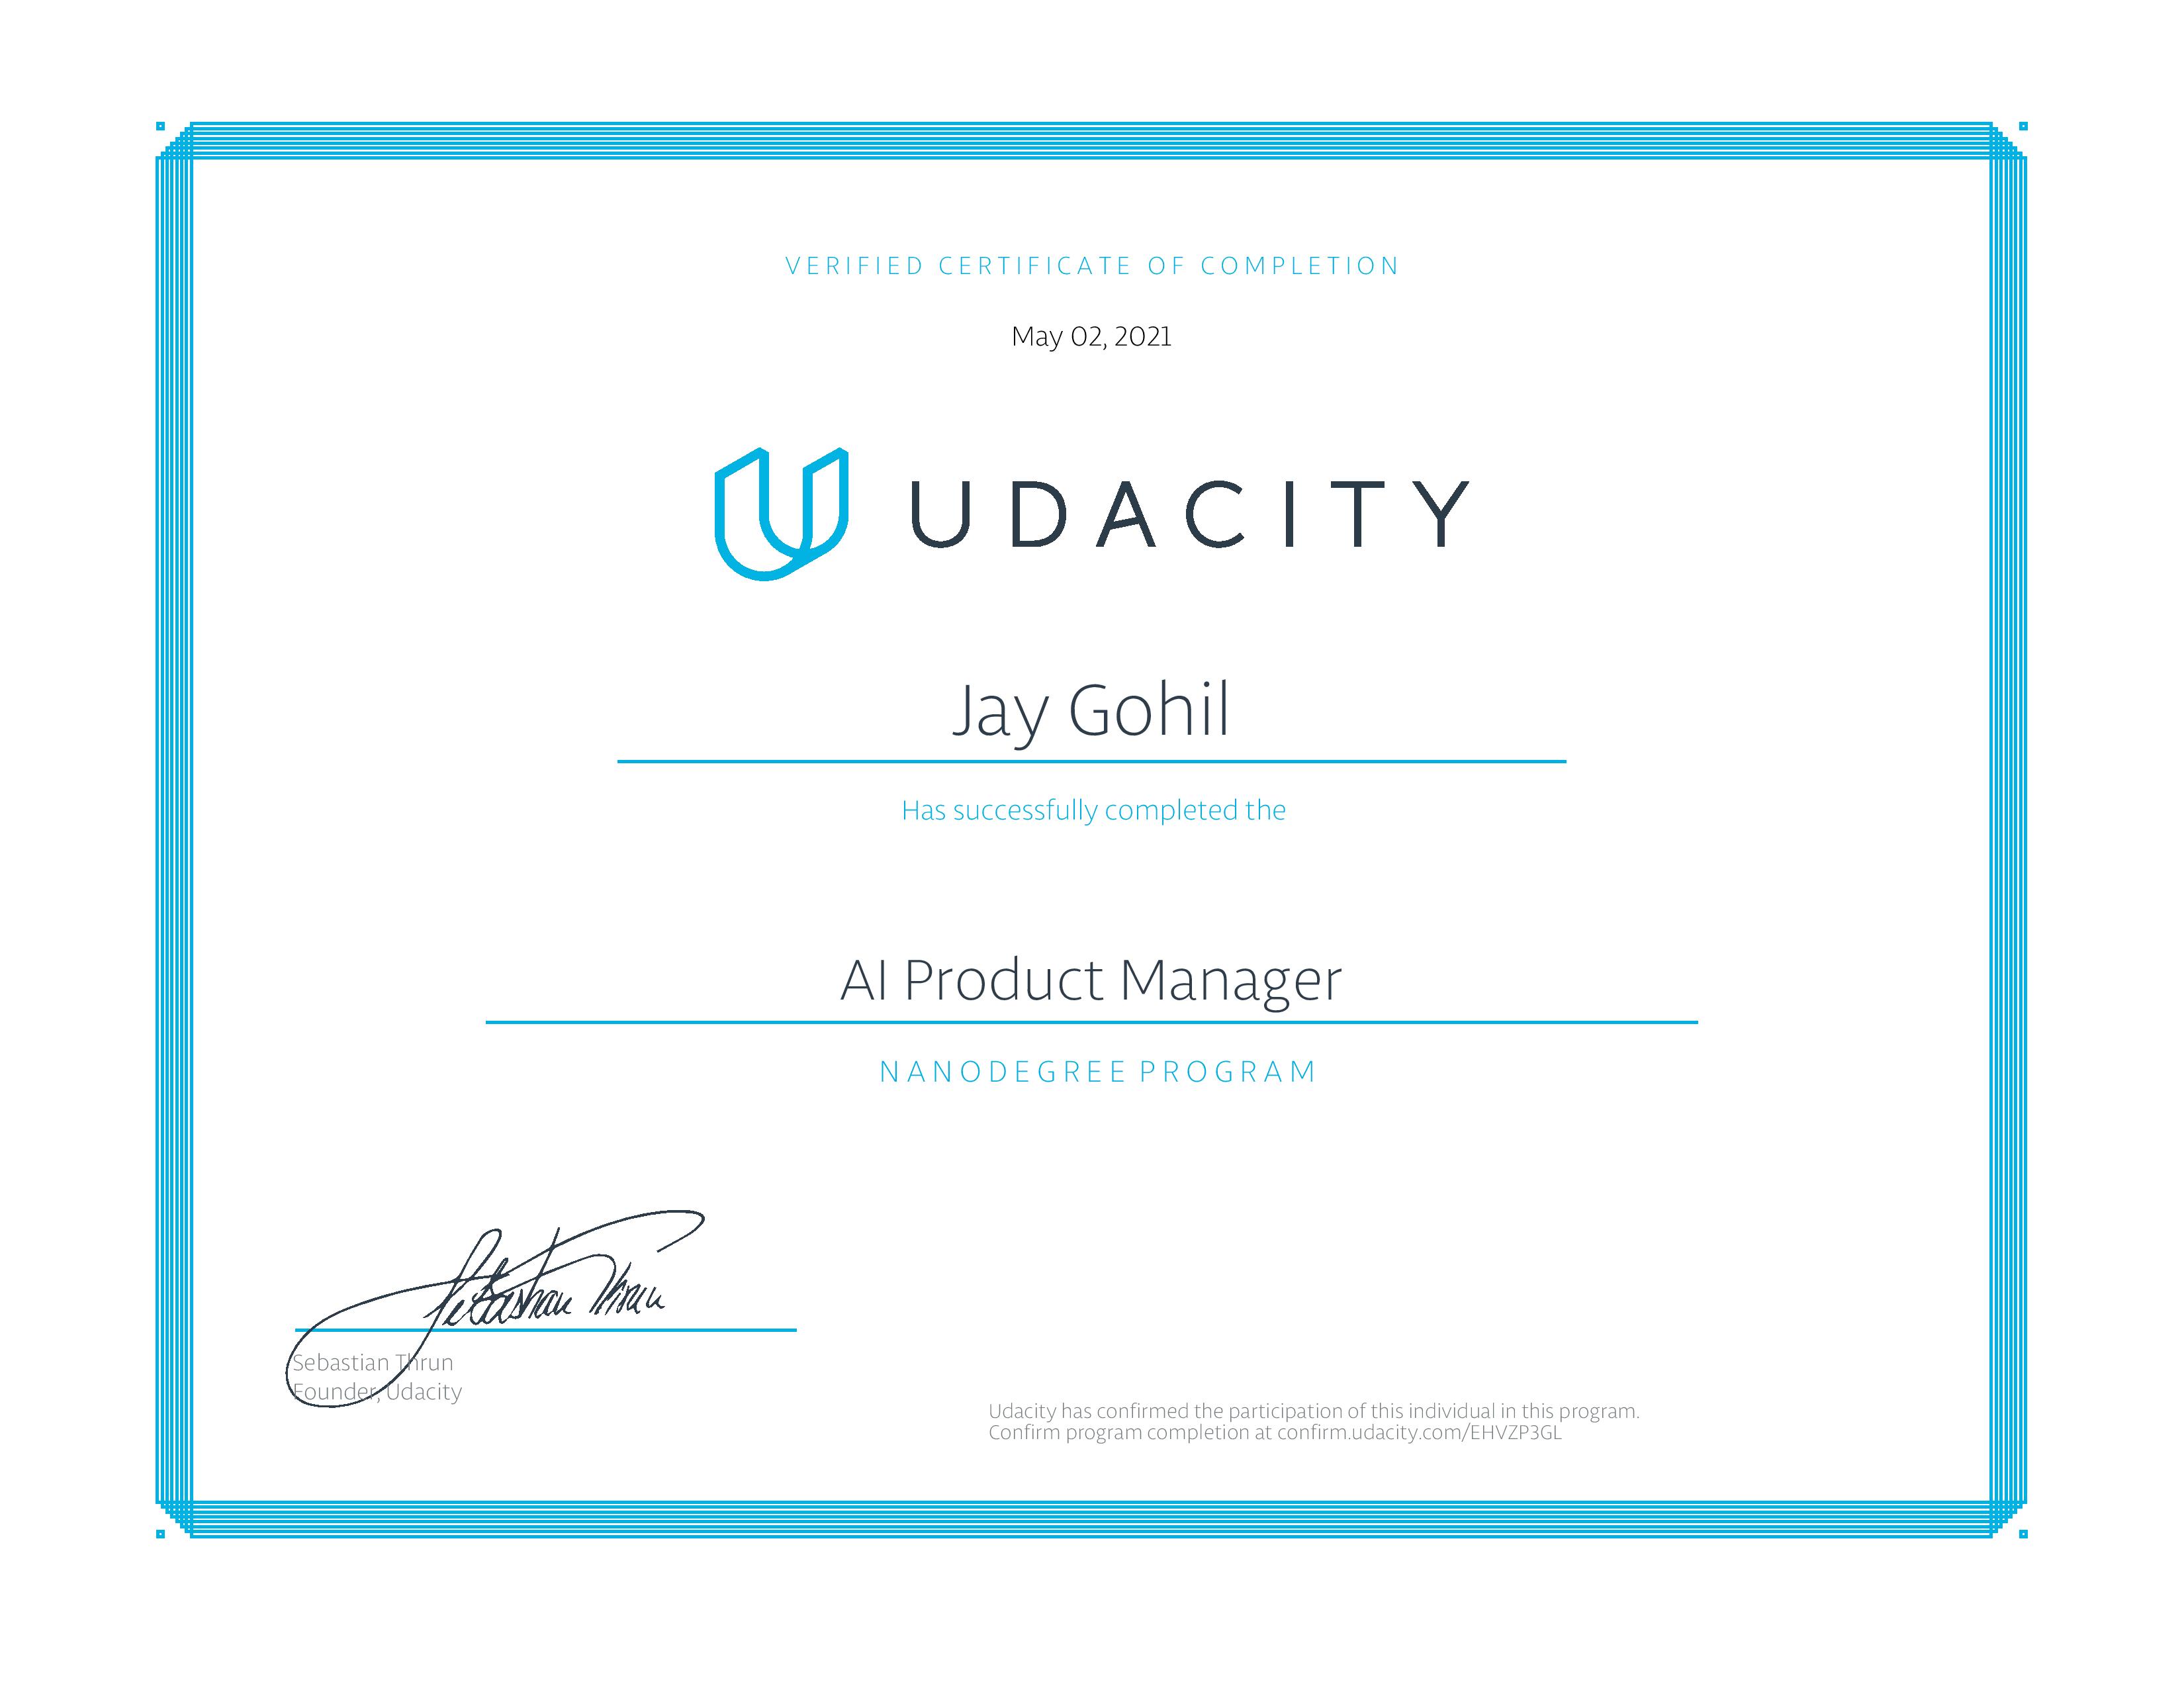 VERIFIED CERTIFICATE OF COMPLETION
May 02, 2021
UDACITY
Jay Gohil
Has successfully completed the
AI Product Manager
NANODEGREE PROGRAM
Sebastian Thrun
Sebastian Thrun
Founder, Udacity
Udacity has confirmed the participation of this individual in this program.
Confirm program completion at confirm.udacity.com/EHVZP3GL